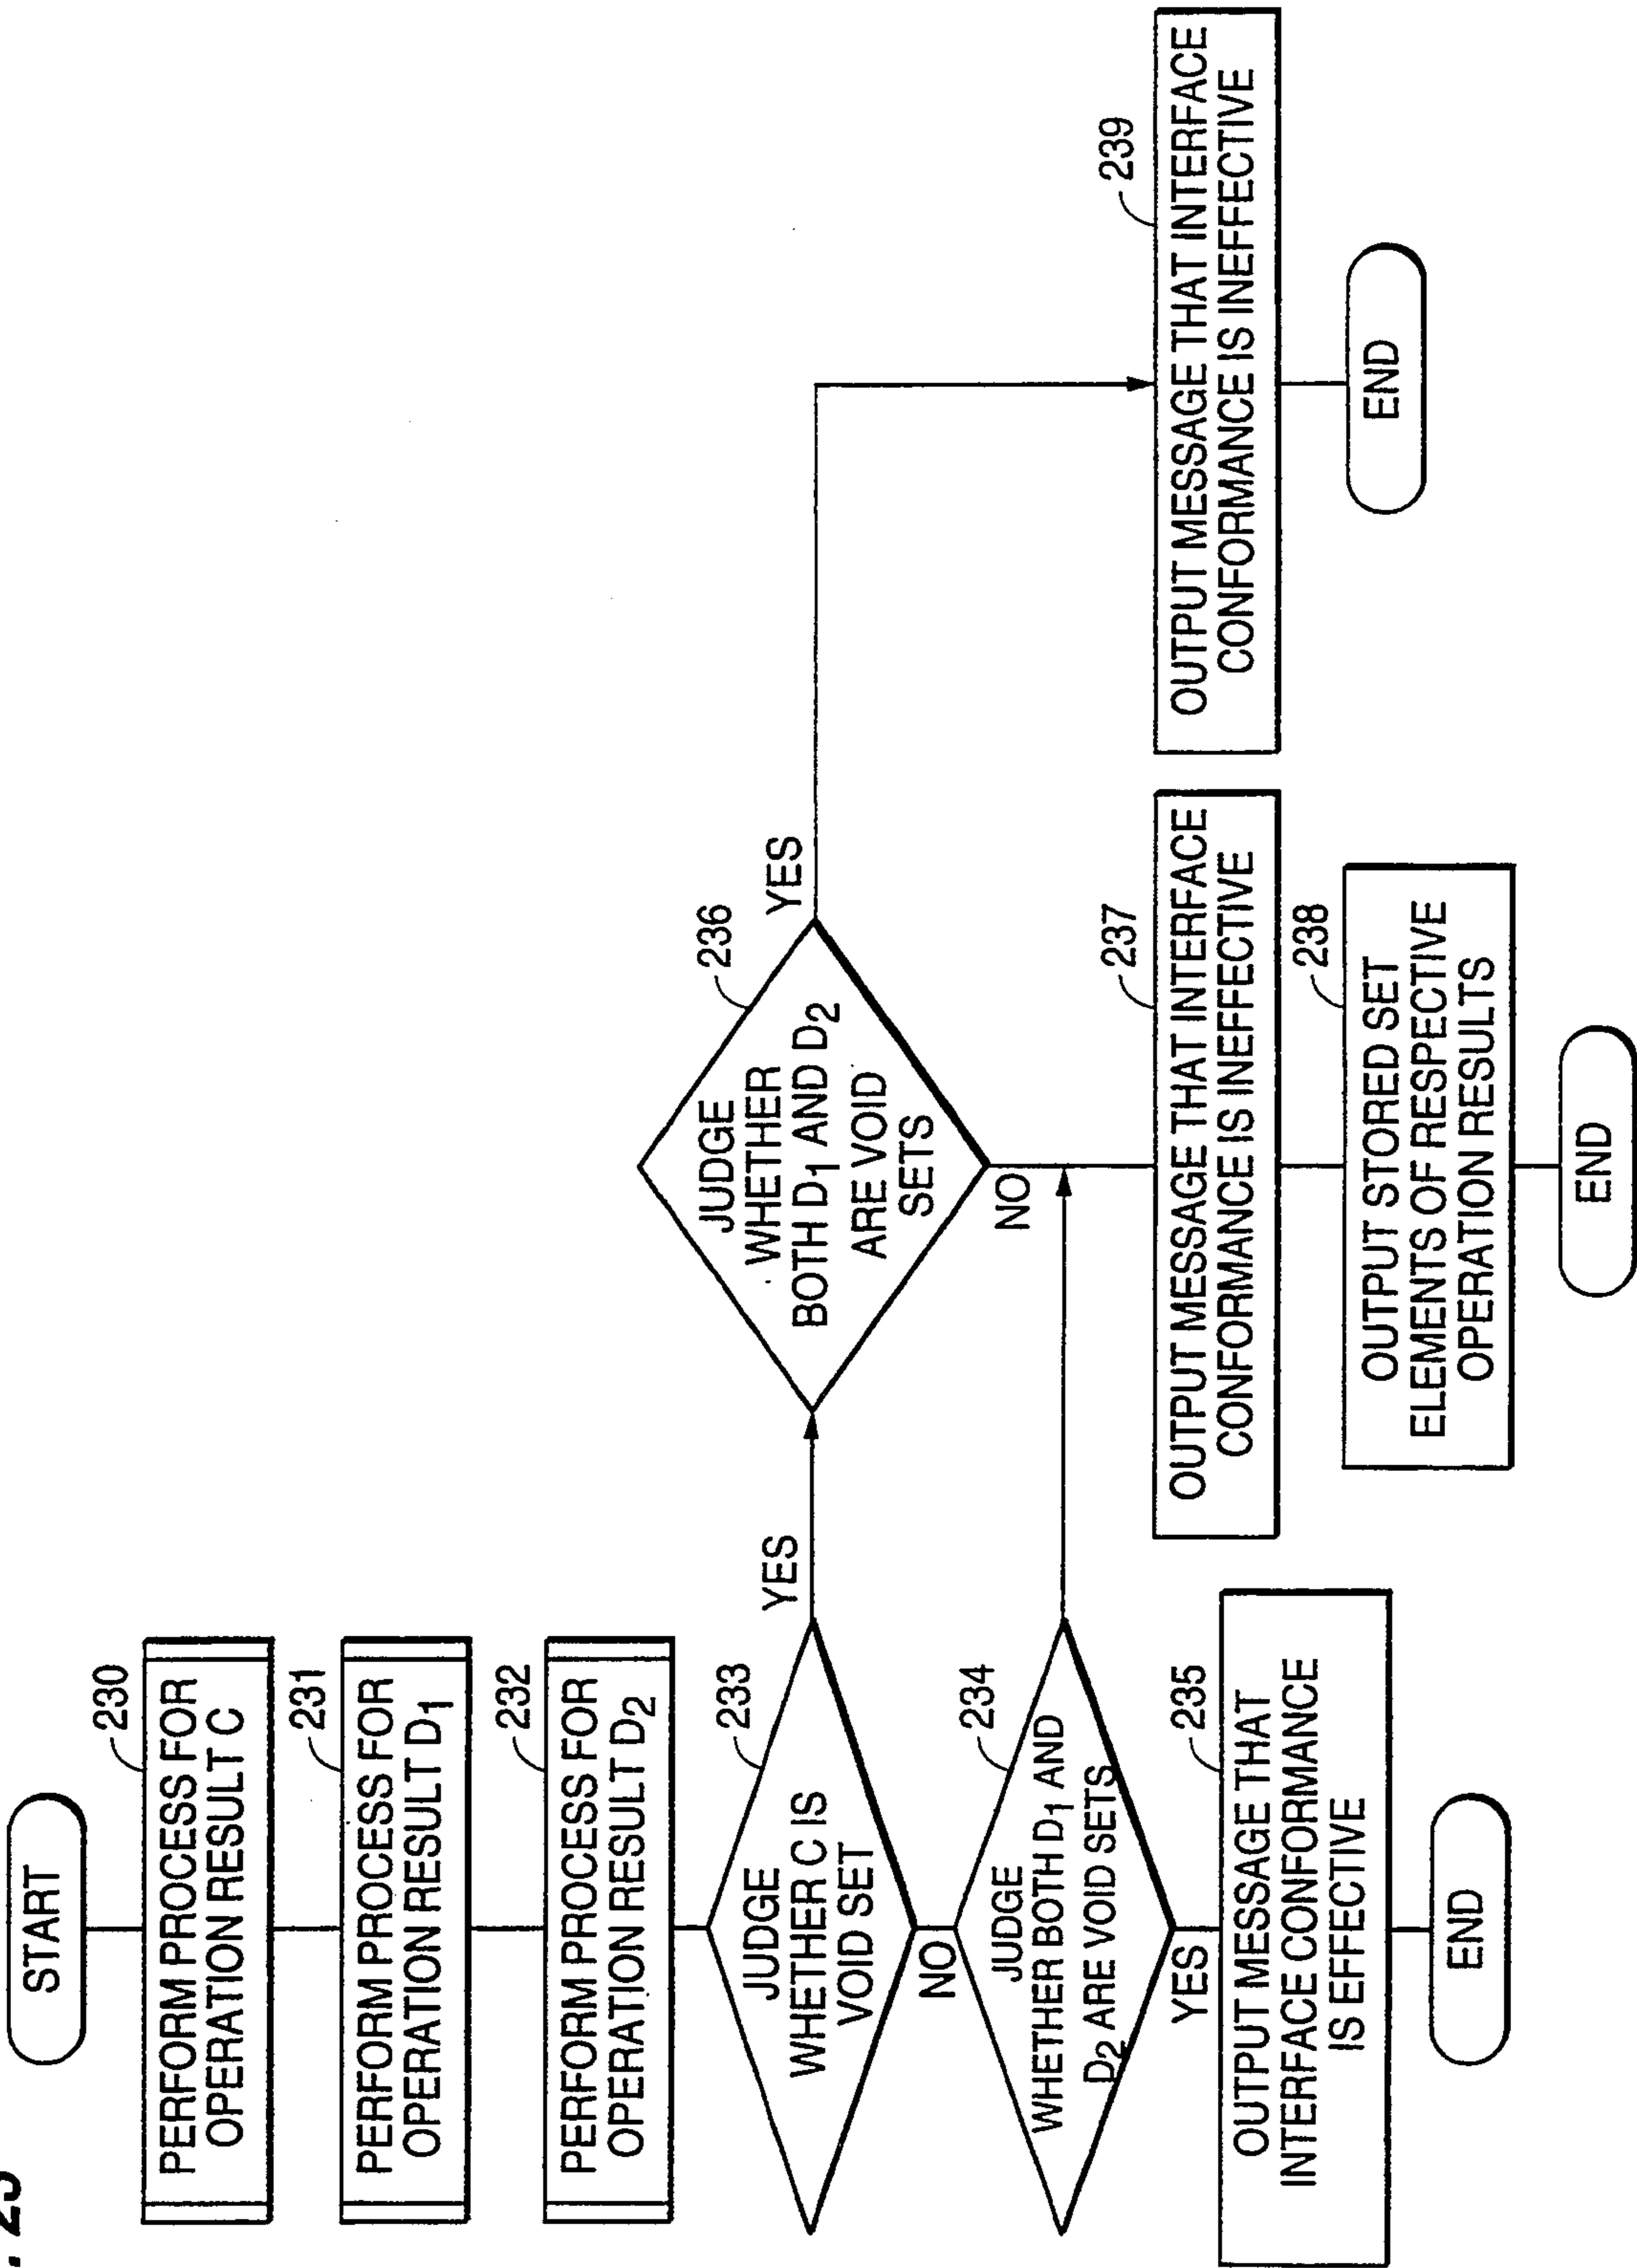 . 23
START
230
PERFORM PROCESS FOR
OPERATION RESULT C
231
PERFORM PROCESS FOR
OPERATION RESULT D1
232
PERFORM PROCESS FOR
OPERATION RESULT D2
233
JUDGE
WHETHER C IS
VOID SET
YES
NO
234
JUDGE
WHETHER BOTH D1 AND
D2 ARE VOID SETS
YES
235
OUTPUT MESSAGE THAT
INTERFACE CONFORMANCE
IS EFFECTIVE
END
236
JUDGE
WHETHER
BOTH D1 AND D2
ARE VOID
SETS
YES
NO
237
OUTPUT MESSAGE THAT INTERFACE
CONFORMANCE IS INEFFECTIVE
238
OUTPUT STORED SET
ELEMENTS OF RESPECTIVE
OPERATION RESULTS
END
239
OUTPUT MESSAGE THAT INTERFACE
CONFORMANCE IS INEFFECTIVE
END